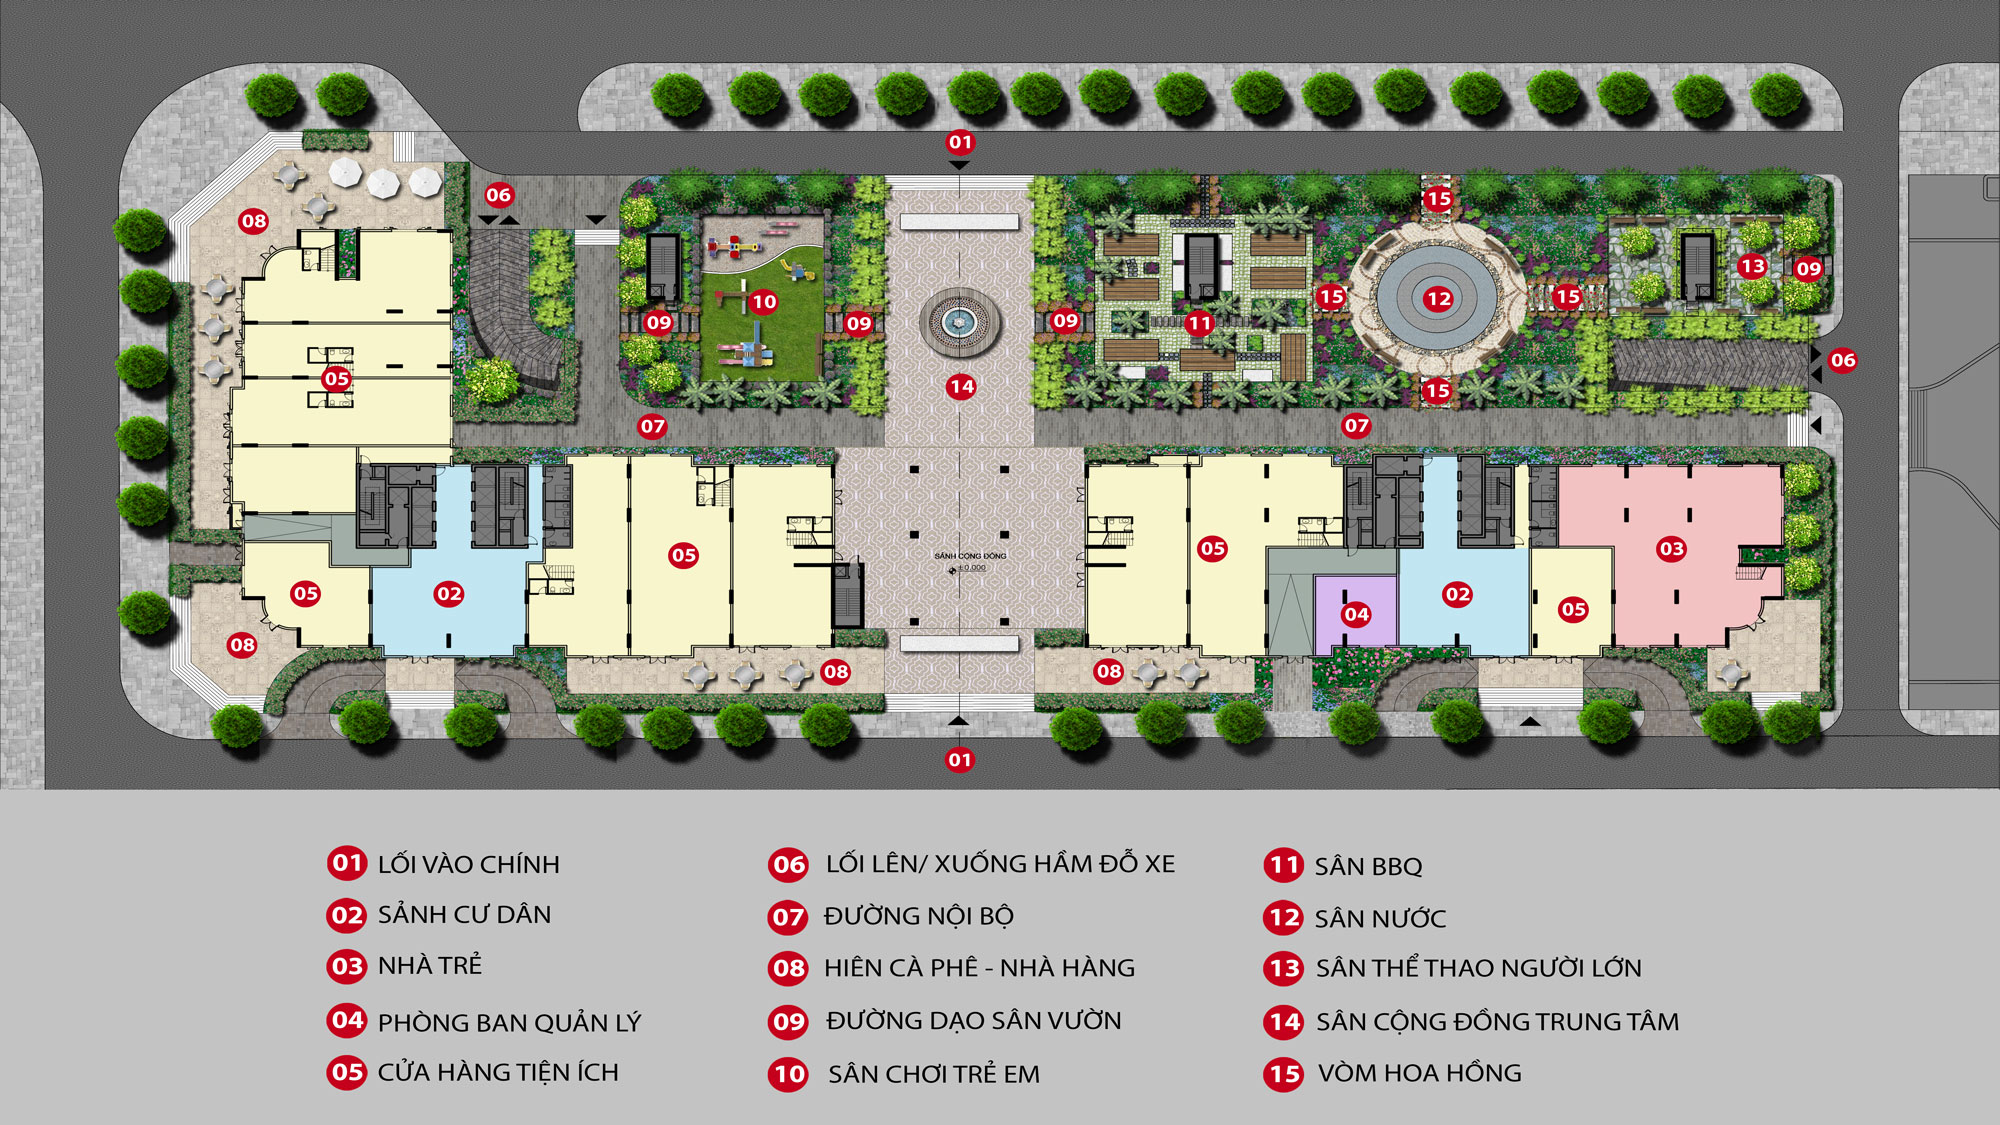 01
06
15
08
13
09
15
15
12
10
09
09
09
11
06
05
14
15
07
07
SẢNH CỘNG ĐỒNG
±0.000
05
05
03
05
02
02
05
04
08
08
08
01
01 LỐI VÀO CHÍNH
02 SẢNH CƯ DÂN
03 NHÀ TRẺ
04 PHÒNG BAN QUẢN LÝ
05 CỬA HÀNG TIỆN ÍCH
06 LỐI LÊN/ XUỐNG HẦM ĐỖ XE
07 ĐƯỜNG NỘI BỘ
08 HIÊN CÀ PHÊ - NHÀ HÀNG
09 ĐƯỜNG DẠO SÂN VƯỜN
10 SÂN CHƠI TRẺ EM
11 SÂN BBQ
12 SÂN NƯỚC
13 SÂN THỂ THAO NGƯỜI LỚN
14 SÂN CỘNG ĐỒNG TRUNG TÂM
15 VÒM HOA HỒNG